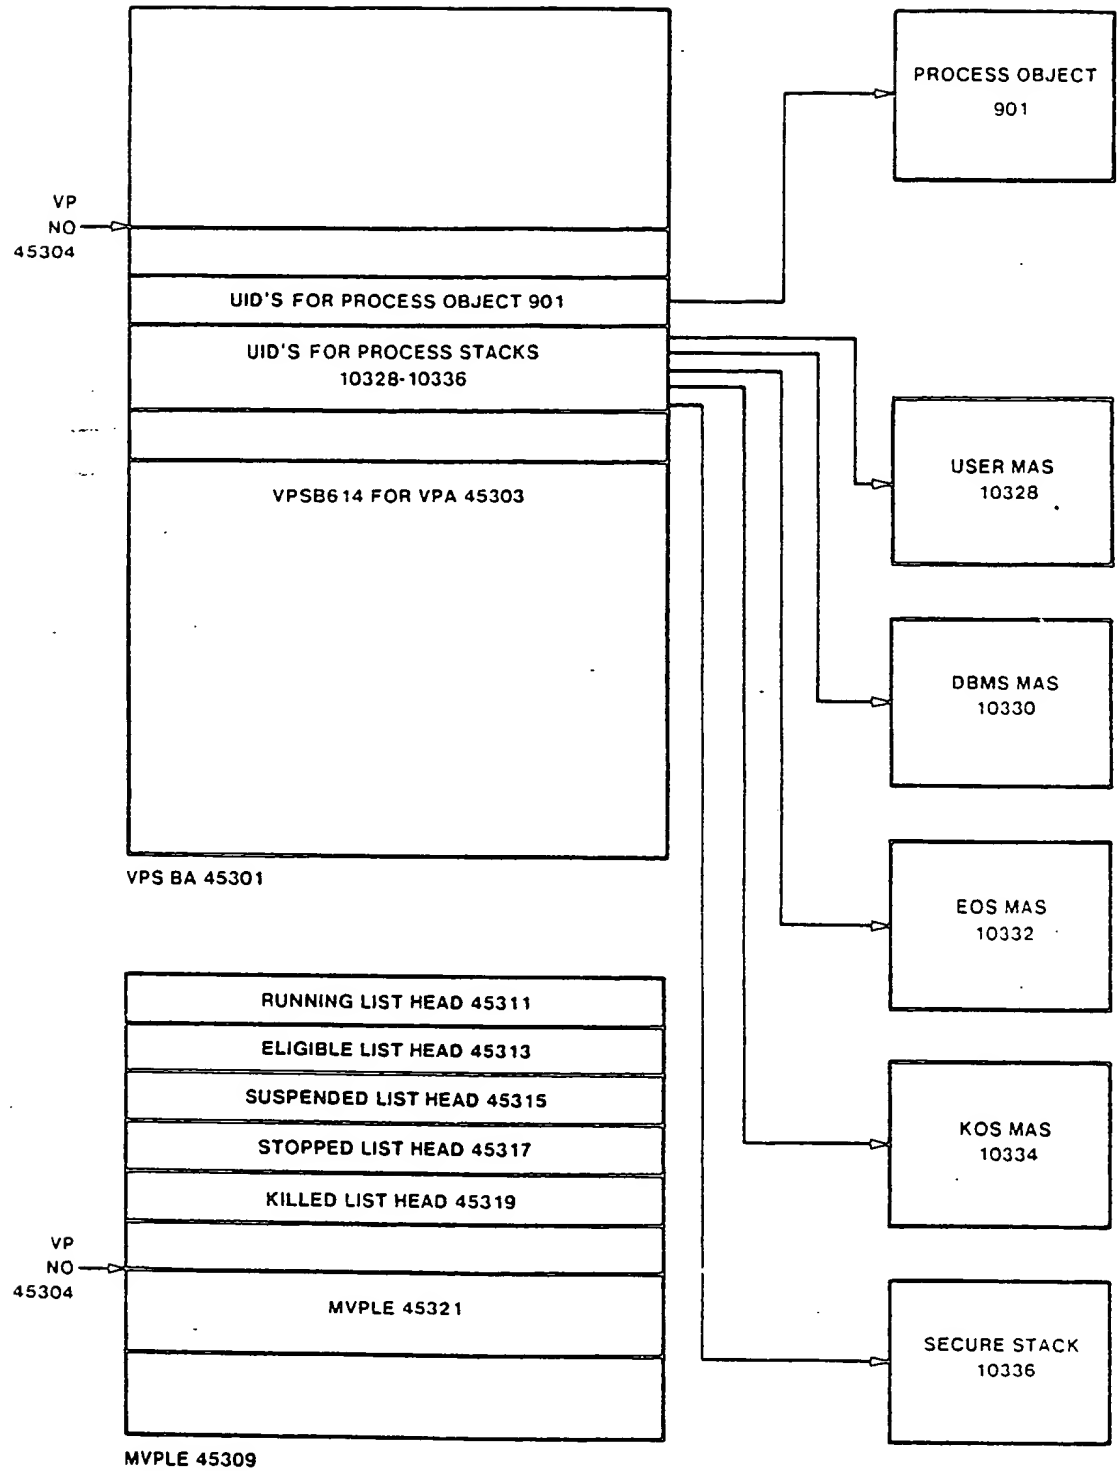 PROCESS OBJECT
901
VP
NO
45304
UID'S FOR PROCESS OBJECT 901
UID'S FOR PROCESS STACKS
10328-10336
VPSB614 FOR VPA 45303
USER MAS
10328
DBMS MAS
10330
VPS BA 45301
EOS MAS
10332
RUNNING LIST HEAD 45311
ELIGIBLE LIST HEAD 45313
SUSPENDED LIST HEAD 45315
STOPPED LIST HEAD 45317
KILLED LIST HEAD 45319
KOS MAS
10334
VP
NO
45304
MVPLE 45321
SECURE STACK
10336
MVPLE 45309